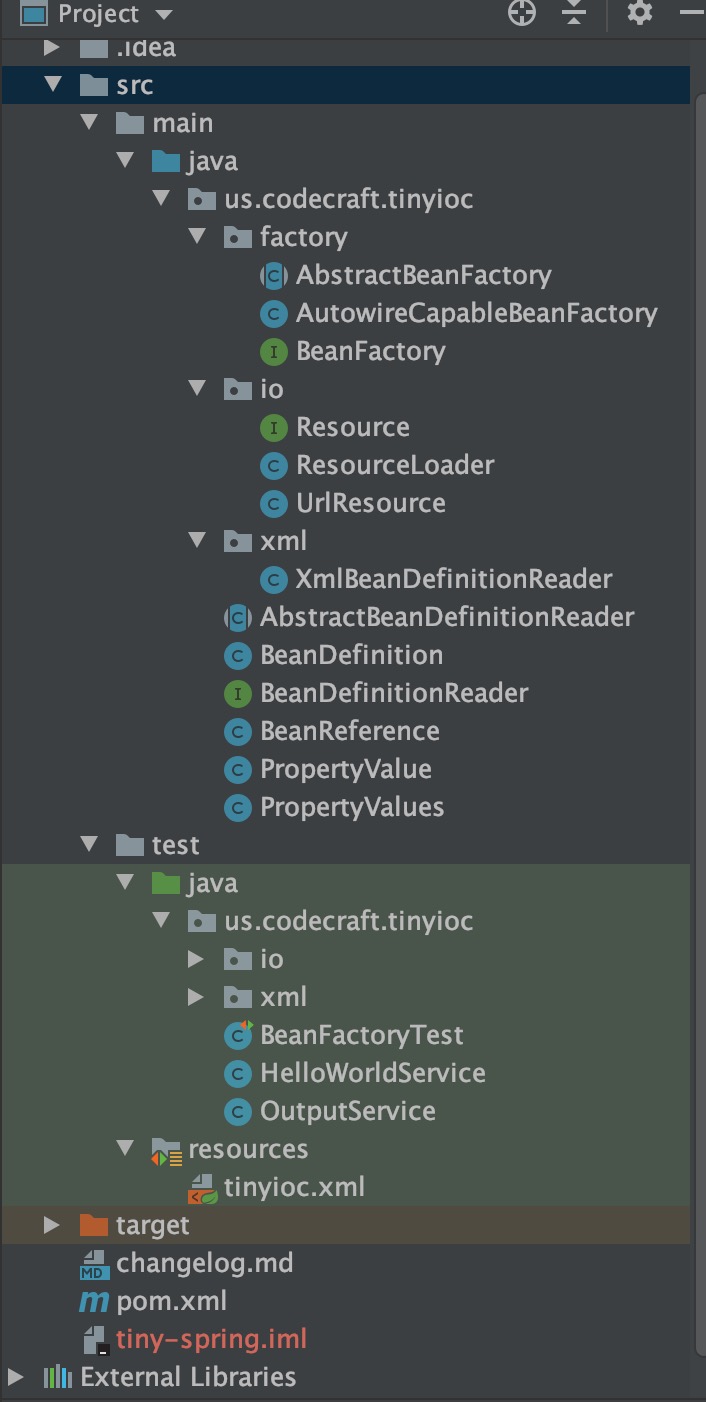 Project
.idea
src
main
java
us.codecraft.tinyioc
factory
AbstractBeanFactory
AutowireCapableBeanFactory
BeanFactory
io
Resource
ResourceLoader
UrlResource
xml
XmlBeanDefinitionReader
AbstractBeanDefinitionReader
BeanDefinition
BeanDefinitionReader
BeanReference
PropertyValue
PropertyValues
test
java
us.codecraft.tinyioc
io
xml
BeanFactoryTest
HelloWorldService
OutputService
resources
tinyioc.xml
target
changelog.md
pom.xml
tiny-spring.iml
External Libraries